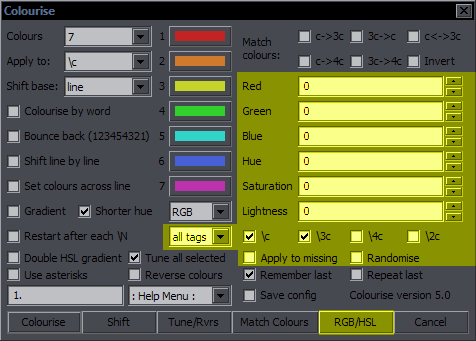 Colourise
Colours 7 1 Match colours: c->3c 3c->c c<->3c
Apply to: \c 2 c->4c 3c->4c Invert
Shift base: line 3 Red 0
Colourise by word 4 Green 0
Bounce back (123454321) 5 Blue 0
Shift line by line 6 Hue 0
Set colours across line 7 Saturation 0
Gradient Shorter hue RGB Lightness 0
Restart after each \N all tags \c \3c \4c \2c
Double HSL gradient Tune all selected Apply to missing Randomise
Use asterisks Reverse colours Remember last Repeat last
1. : Help Menu : Save config Colourise version 5.0
Colourise Shift Tune/Rvrs Match Colours RGB/HSL Cancel